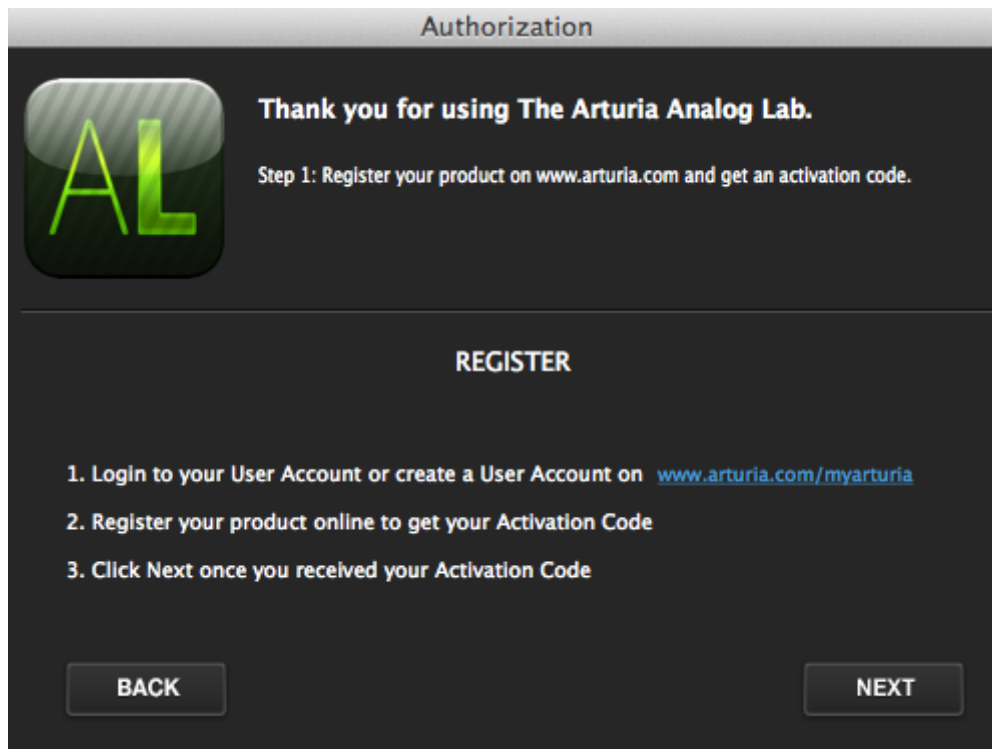 Authorization
AL
Thank you for using The Arturia Analog Lab.
Step 1: Register your product on www.arturia.com and get an activation code.
REGISTER
1. Login to your User Account or create a User Account on www.arturia.com/myarturia
2. Register your product online to get your Activation Code
3. Click Next once you received your Activation Code
BACK
NEXT